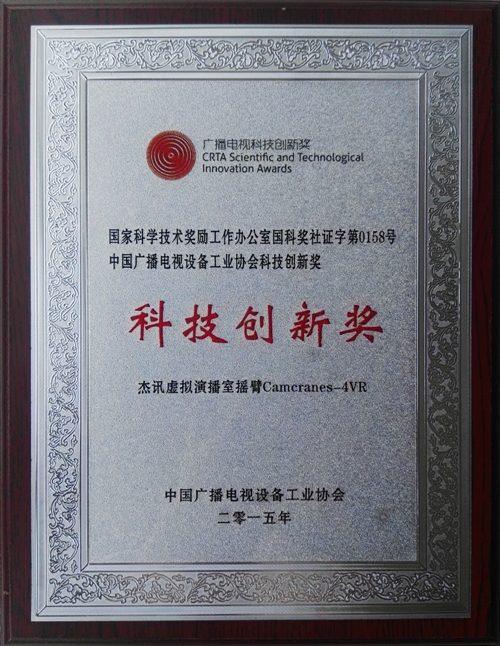 广播电视科技创新奖
CRTA Scientific and Technological
Innovation Awards
国家科学技术奖励工作办公室国科奖社证字第0158号
中国广播电视设备工业协会科技创新奖
科技创新奖
杰讯虚拟演播室摇臂Camcranes-4VR
中国广播电视设备工业协会
二零一五年